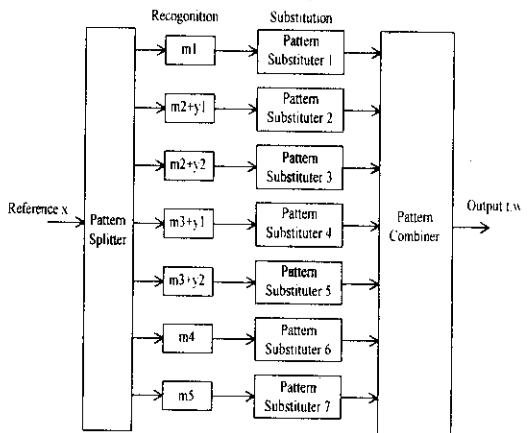 Recogonition Substitution
m1
Pattern
Substituter 1
m2+y1
Pattern
Substituter 2
m2+y2
Pattern
Substituter 3
Reference x
Pattern
Splitter
m3+y1
Pattern
Substituter 4
Pattern
Combiner
Output t.w
m3+y2
Pattern
Substituter 5
m4
Pattern
Substituter 6
m5
Pattern
Substituter 7